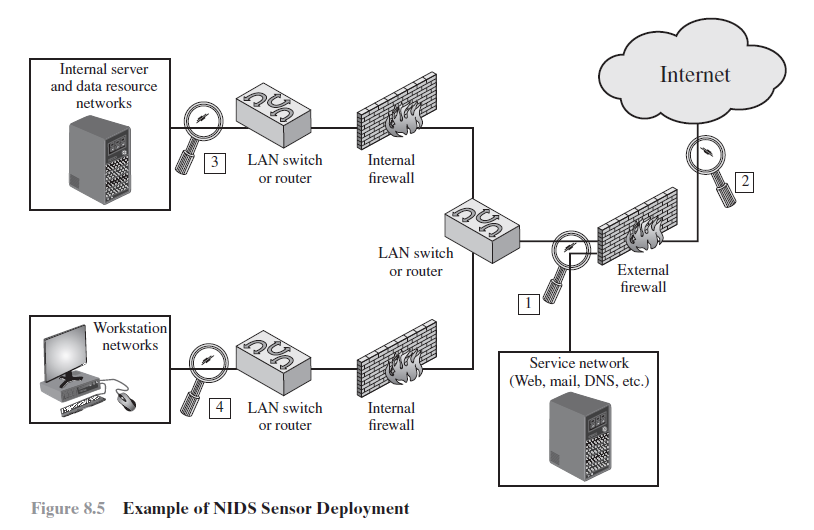 Internal server
and data resource
networks
3
LAN switch
or router
Internal
firewall
Internet
2
LAN switch
or router
External
firewall
1
Workstation
networks
4
LAN switch
or router
Internal
firewall
Service network
(Web, mail, DNS, etc.)
Figure 8.5 Example of NIDS Sensor Deployment